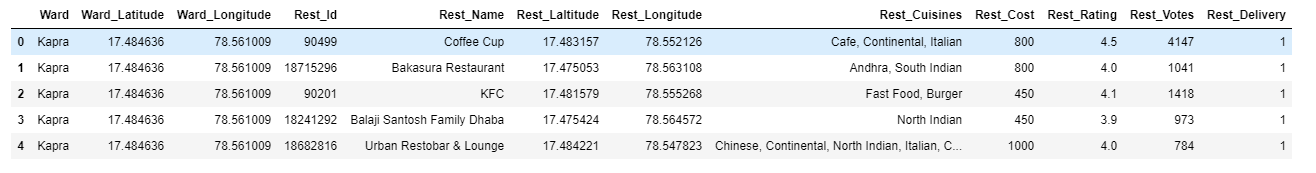 Ward Ward_Latitude Ward_Longitude Rest_Id Rest_Name Rest_Laltitude Rest_Longitude Rest_Cuisines Rest_Cost Rest_Rating Rest_Votes Rest_Delivery
0 Kapra 17.484636 78.561009 90499 Coffee Cup 17.483157 78.552126 Cafe, Continental, Italian 800 4.5 4147 1
1 Kapra 17.484636 78.561009 18715296 Bakasura Restaurant 17.475053 78.563108 Andhra, South Indian 800 4.0 1041 1
2 Kapra 17.484636 78.561009 90201 KFC 17.481579 78.555268 Fast Food, Burger 450 4.1 1418 1
3 Kapra 17.484636 78.561009 18241292 Balaji Santosh Family Dhaba 17.475424 78.564572 North Indian 450 3.9 973 1
4 Kapra 17.484636 78.561009 18682816 Urban Restobar & Lounge 17.484221 78.547823 Chinese, Continental, North Indian, Italian, C... 1000 4.0 784 1